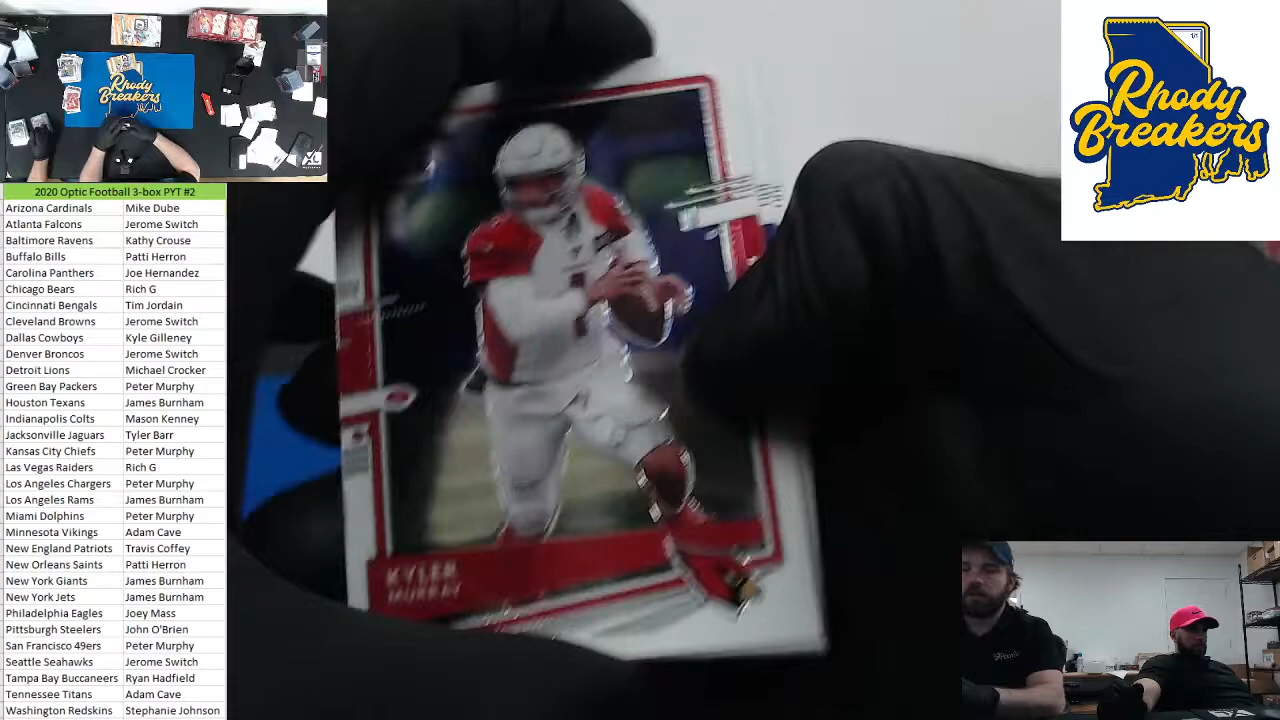 Rhody
Breakers
1/1
Rhody
Breakers
XL
2020 Optic Football 3-box PYT #2
Arizona Cardinals Mike Dube
Atlanta Falcons Jerome Switch
Baltimore Ravens Kathy Crouse
Buffalo Bills Patti Herron
Carolina Panthers Joe Hernandez
Chicago Bears Rich G
Cincinnati Bengals Tim Jordain
Cleveland Browns Jerome Switch
Dallas Cowboys Kyle Gilleney
Denver Broncos Jerome Switch
Detroit Lions Michael Crocker
Green Bay Packers Peter Murphy
Houston Texans James Burnham
Indianapolis Colts Mason Kenney
Jacksonville Jaguars Tyler Barr
Kansas City Chiefs Peter Murphy
Las Vegas Raiders Rich G
Los Angeles Chargers Peter Murphy
Los Angeles Rams James Burnham
Miami Dolphins Peter Murphy
Minnesota Vikings Adam Cave
New England Patriots Travis Coffey
New Orleans Saints Patti Herron
New York Giants James Burnham
New York Jets James Burnham
Philadelphia Eagles Joey Mass
Pittsburgh Steelers John O'Brien
San Francisco 49ers Peter Murphy
Seattle Seahawks Jerome Switch
Tampa Bay Buccaneers Ryan Hadfield
Tennessee Titans Adam Cave
Washington Redskins Stephanie Johnson
KYLER
MURRAY